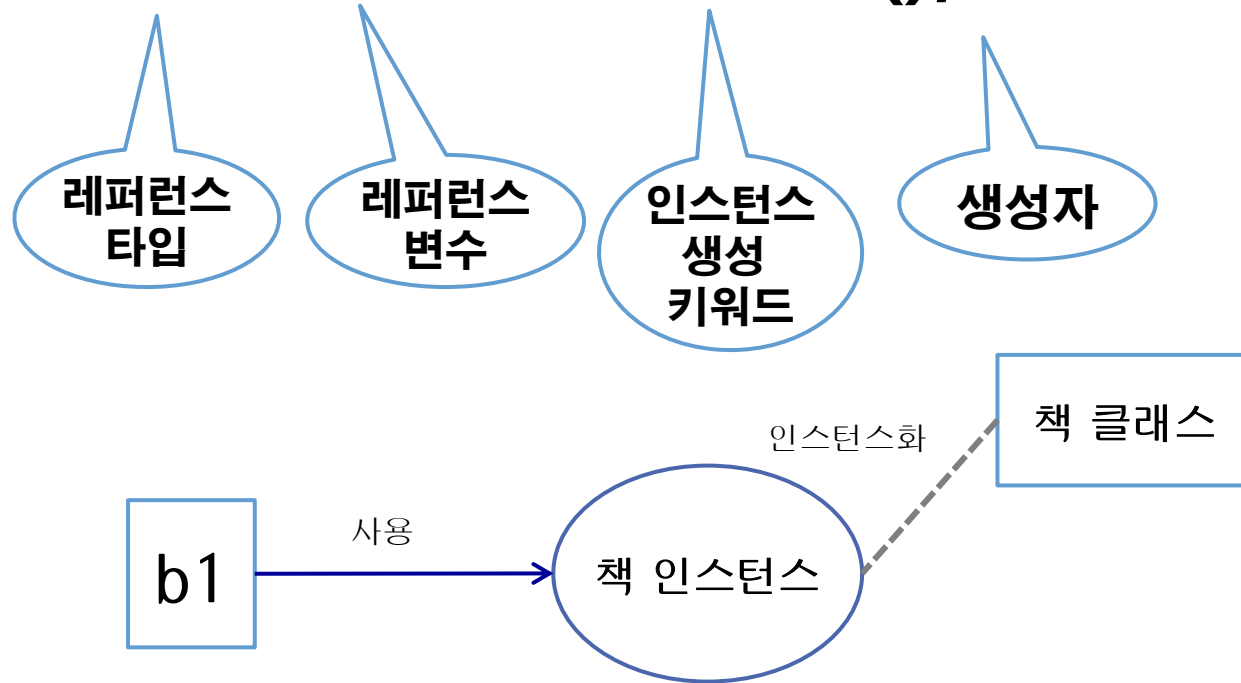 레퍼런스
타입
레퍼런스
변수
인스턴스
생성
키워드
생성자
책 클래스
인스턴스화
사용
b1
책 인스턴스